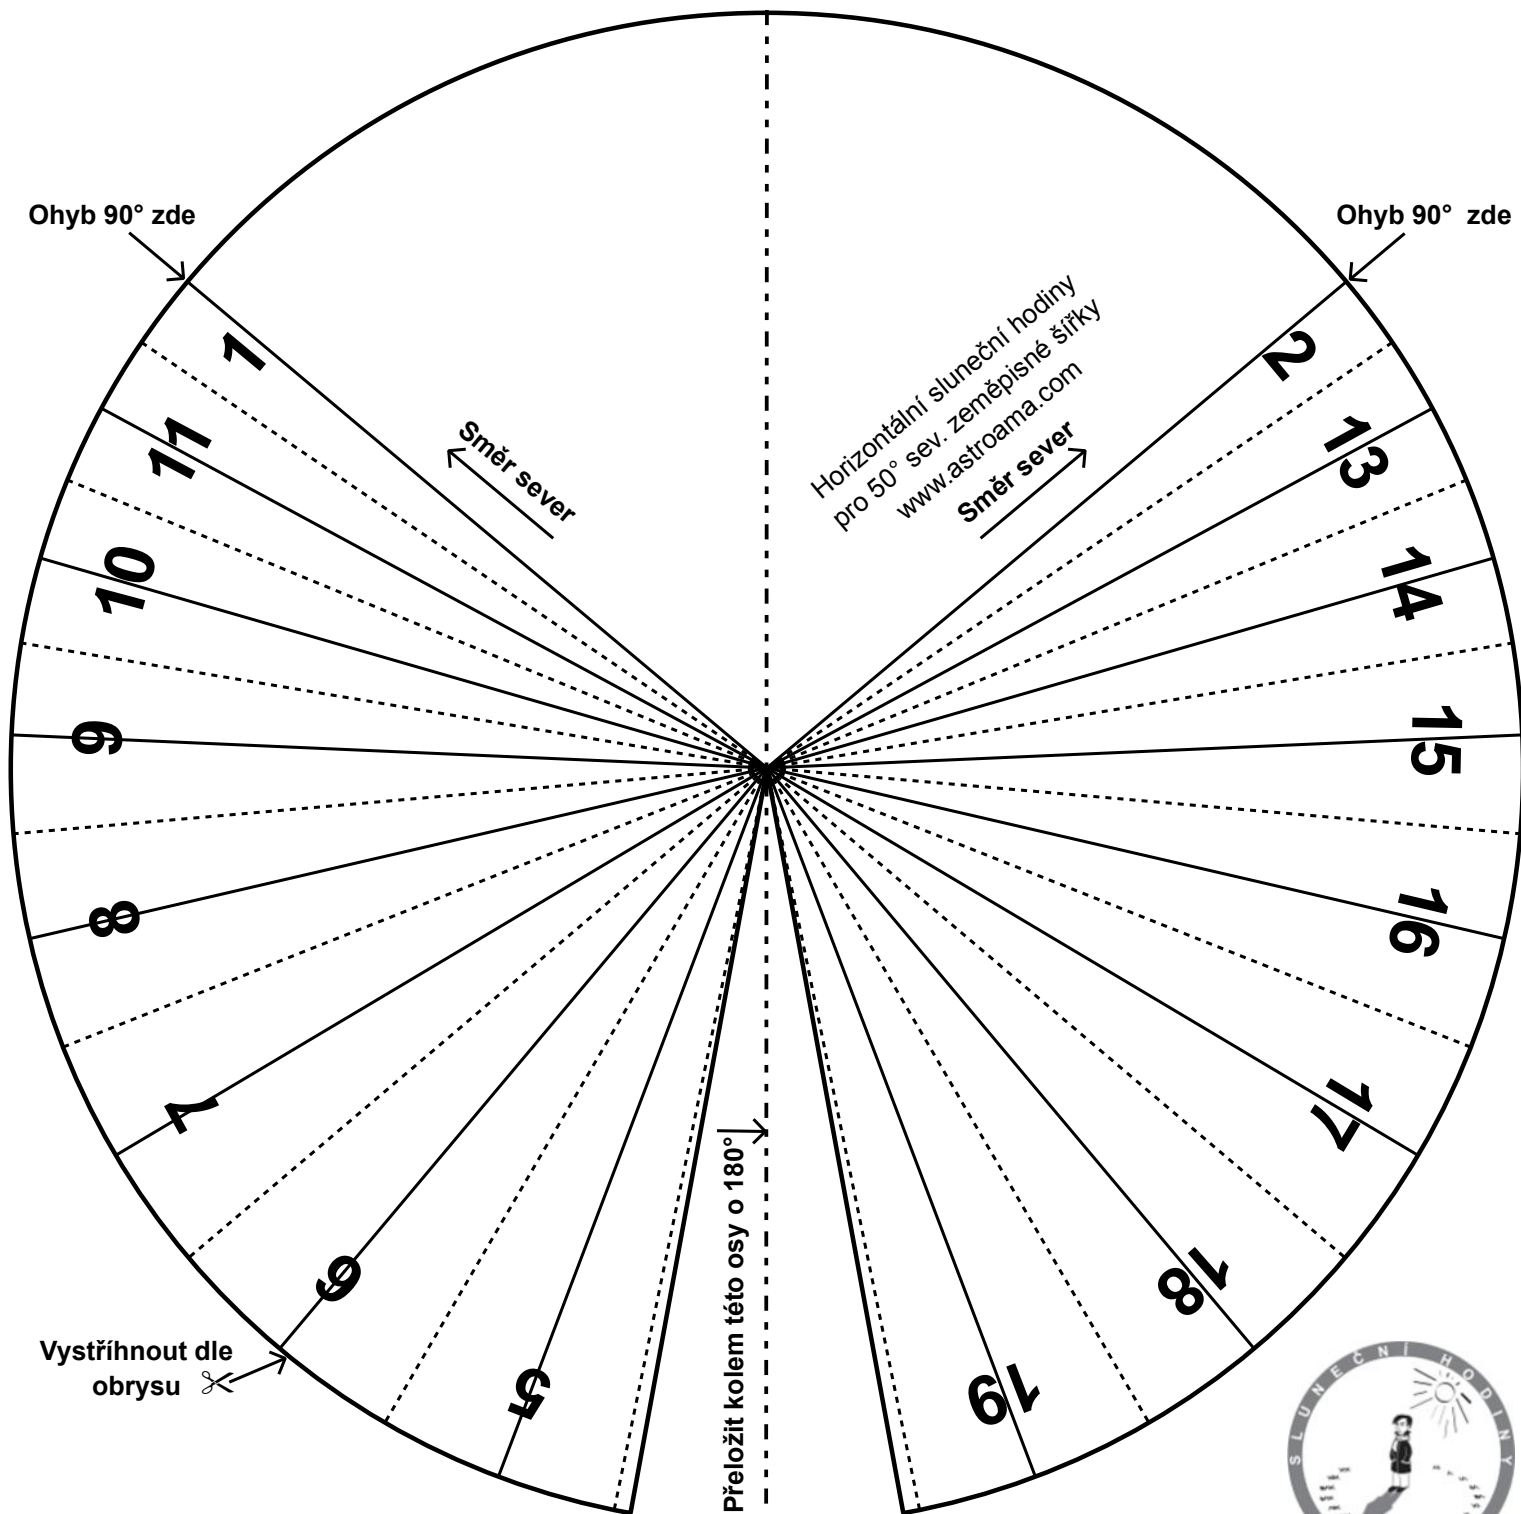 Ohyb 90° zde
Ohyb 90°  zde
Horizontální sluneční hodiny
pro 50° sev. zeměpisné šířky
www.astroama.com
Směr sever
Směr sever
1
11
10
9
8
7
6
5
2
13
14
15
16
17
18
19
Přeložit kolem této osy o 180°
Vystřihnout dle
obrysu
SLUNEČNÍ HODINY